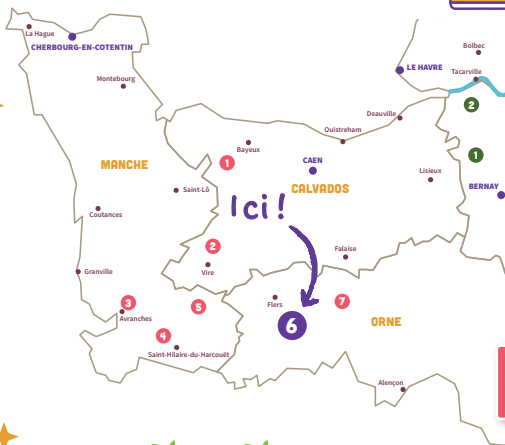 La Hague
CHERBOURG-EN-COTENTIN
Bolbec
LE HAVRE
Tacarville
Montebourg
2
Deauville
Ouistreham
Bayeux
1
1
CAEN
MANCHE
Lisieux
Saint-Lô
CALVADOS
BERNAY
Ici !
Coutances
2
Falaise
Vire
Granville
3
5
Flers
7
Avranches
6
ORNE
4
Saint-Hilaire-du-Harcouët
Alençon